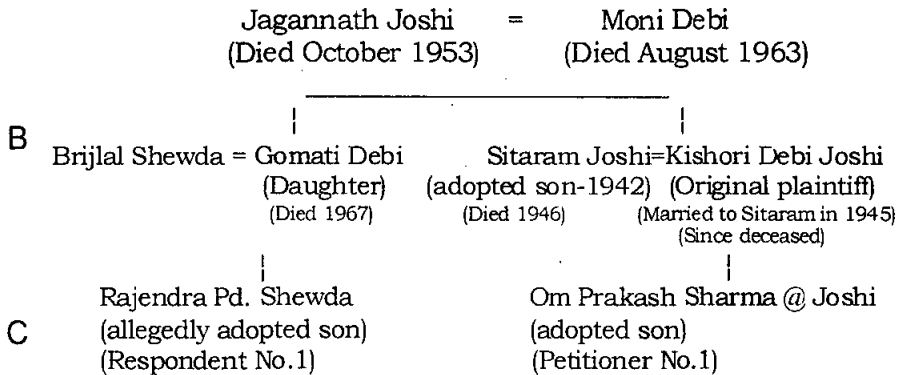 Jagannath Joshi = Moni Debi
(Died October 1953) (Died August 1963)
B
Brijlal Shewda = Gomati Debi Sitaram Joshi=Kishori Debi Joshi
(Daughter) (adopted son-1942) (Original plaintiff)
(Died 1967) (Died 1946) (Married to Sitaram in 1945)
(Since deceased)
Rajendra Pd. Shewda Om Prakash Sharma @ Joshi
C (allegedly adopted son) (adopted son)
(Respondent No.1) (Petitioner No.1)